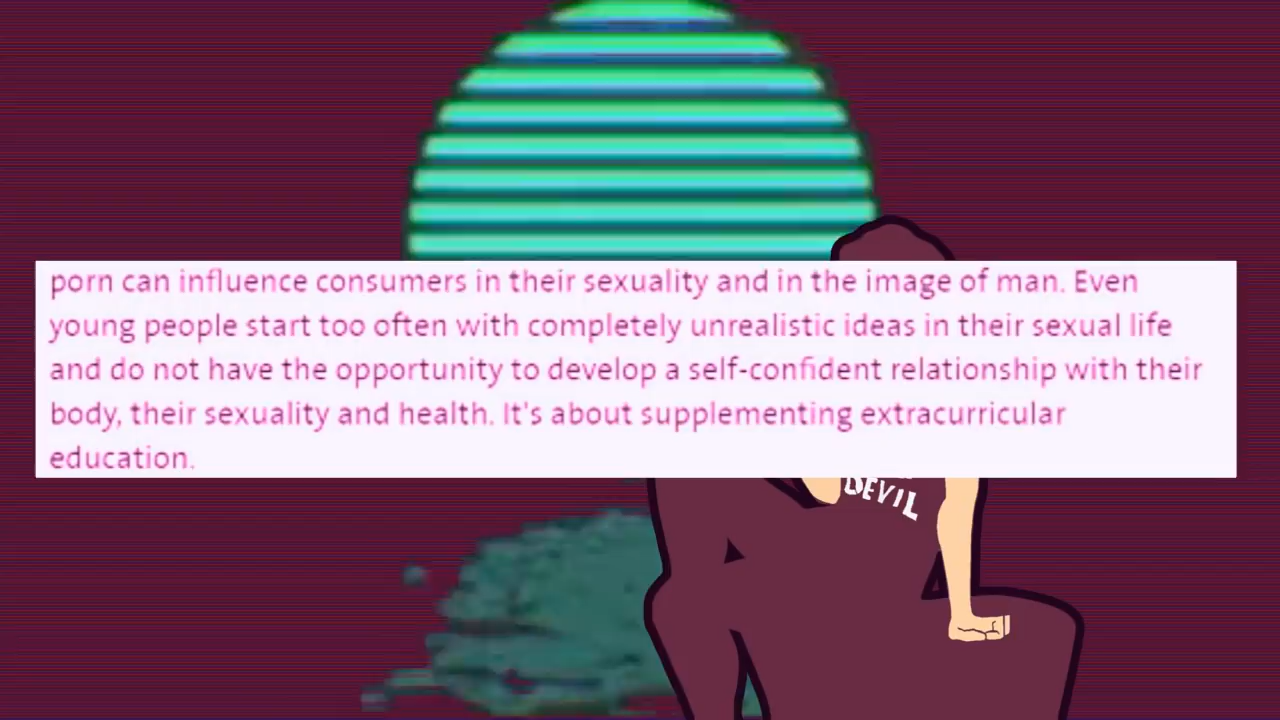 porn can influence consumers in their sexuality and in the image of man. Even
young people start too often with completely unrealistic ideas in their sexual life
and do not have the opportunity to develop a self-confident relationship with their
body, their sexuality and health. It's about supplementing extracurricular
education.
DEVIL